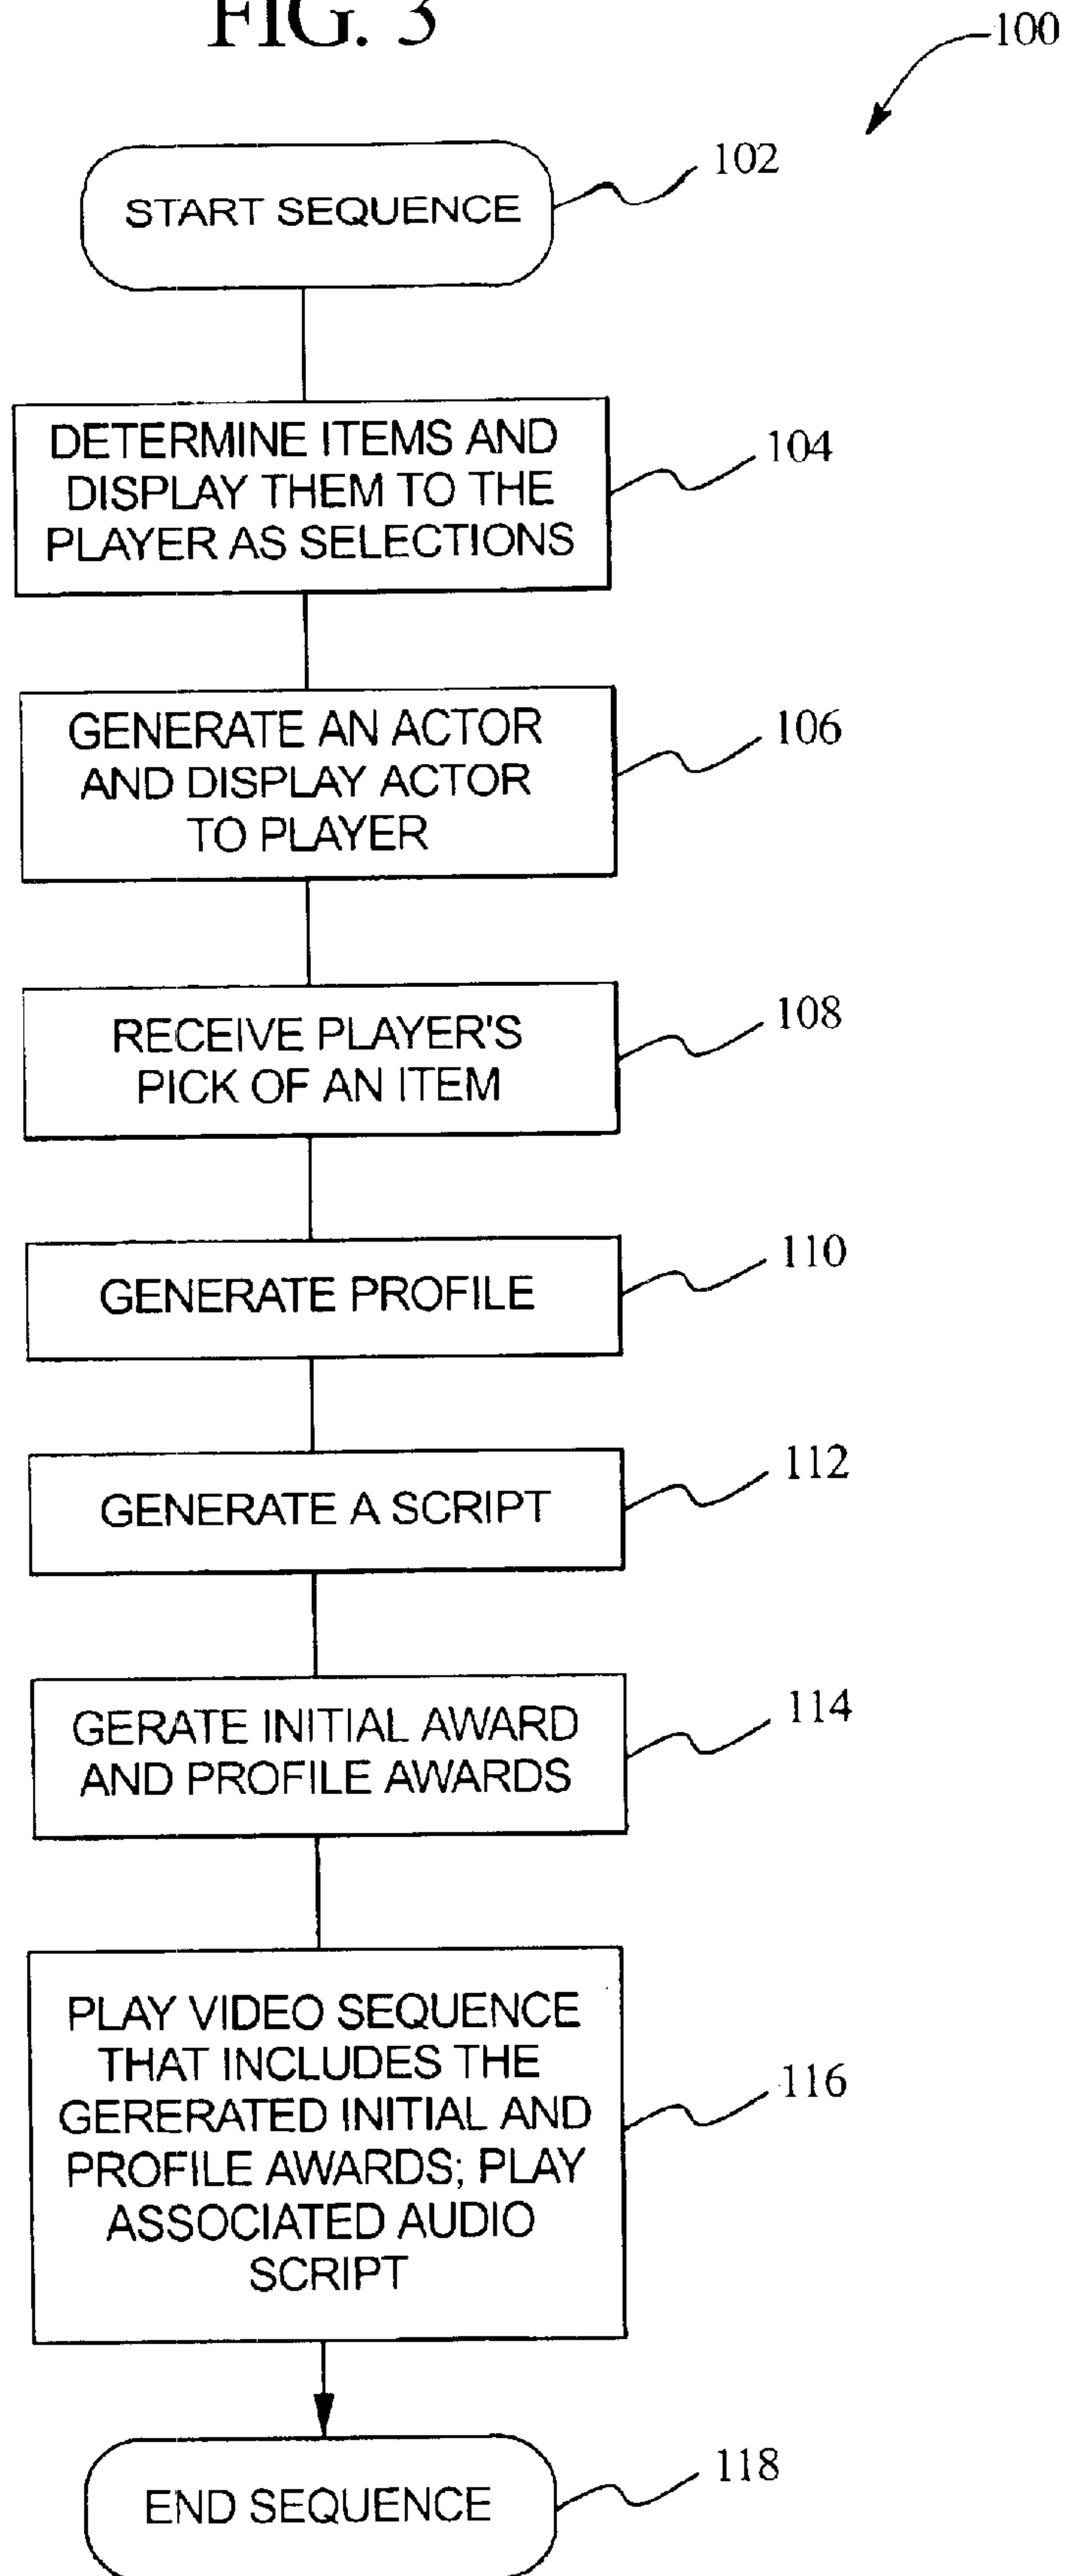 FIG. 3
100
START SEQUENCE
102
DETERMINE ITEMS AND
DISPLAY THEM TO THE
PLAYER AS SELECTIONS
104
GENERATE AN ACTOR
AND DISPLAY ACTOR
TO PLAYER
106
RECEIVE PLAYER'S
PICK OF AN ITEM
108
GENERATE PROFILE
110
GENERATE A SCRIPT
112
GERATE INITIAL AWARD
AND PROFILE AWARDS
114
PLAY VIDEO SEQUENCE
THAT INCLUDES THE
GERERATED INITIAL AND
PROFILE AWARDS; PLAY
ASSOCIATED AUDIO
SCRIPT
116
END SEQUENCE
118